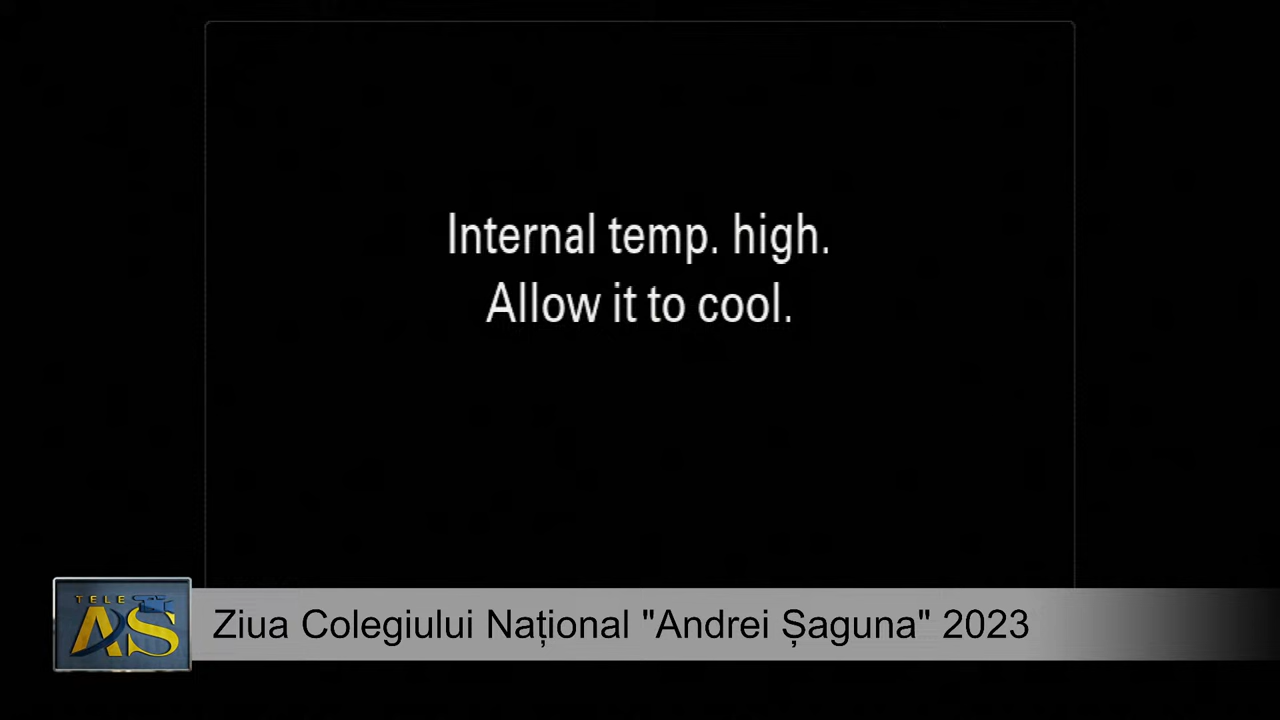 Internal temp. high.
Allow it to cool.
TELE
AS
Ziua Colegiului Național "Andrei Șaguna" 2023